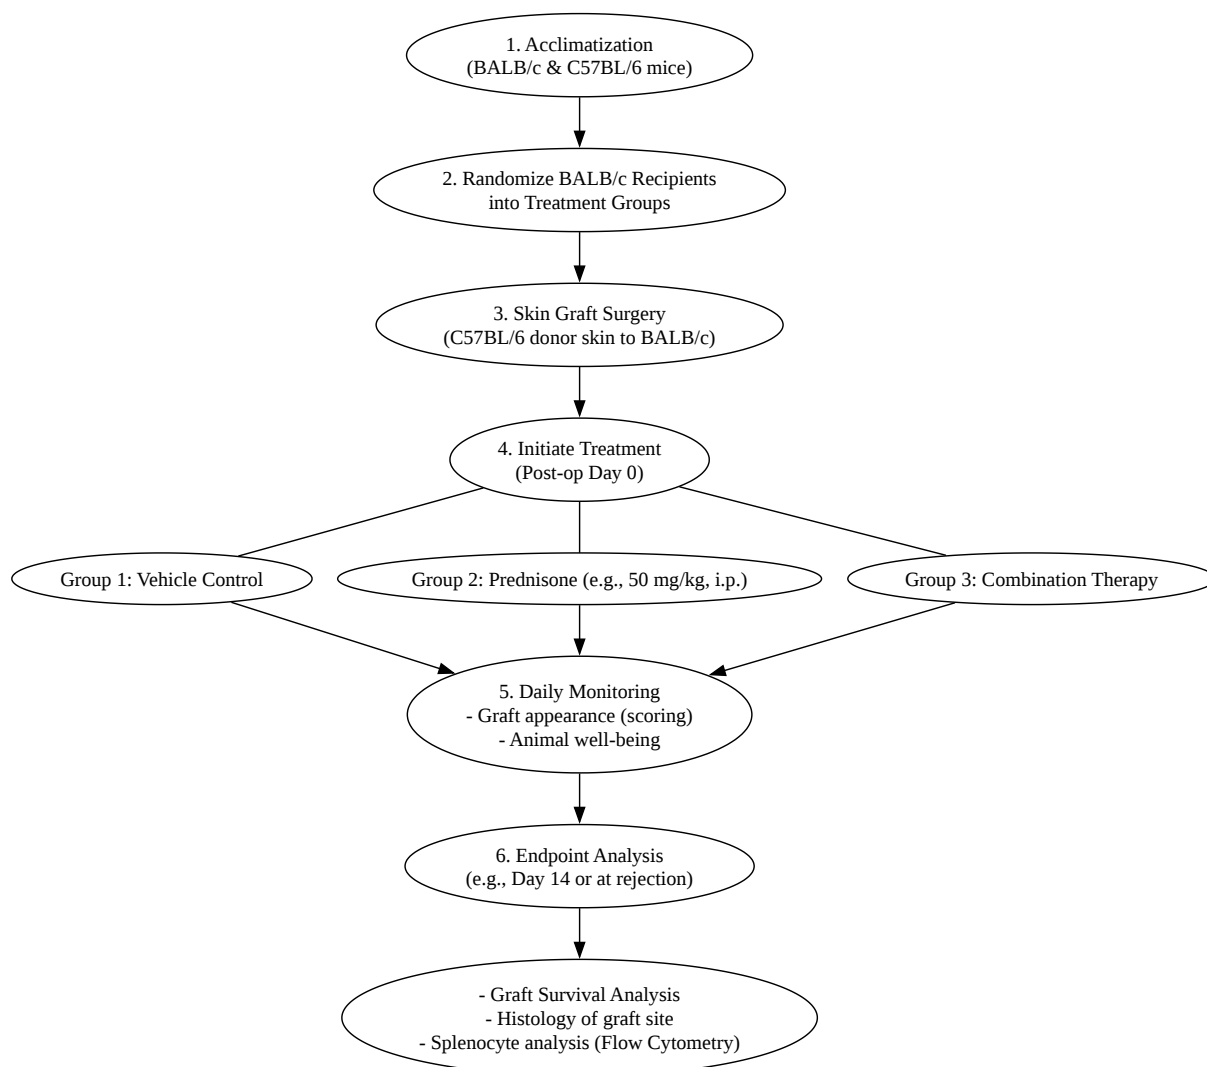 1. Acclimatization
(BALB/c & C57BL/6 mice)
2. Randomize BALB/c Recipients
into Treatment Groups
3. Skin Graft Surgery
(C57BL/6 donor skin to BALB/c)
4. Initiate Treatment
(Post-op Day 0)
Group 1: Vehicle Control
Group 2: Prednisone (e.g., 50 mg/kg, i.p.)
Group 3: Combination Therapy
5. Daily Monitoring
- Graft appearance (scoring)
- Animal well-being
6. Endpoint Analysis
(e.g., Day 14 or at rejection)
- Graft Survival Analysis
- Histology of graft site
- Splenocyte analysis (Flow Cytometry)